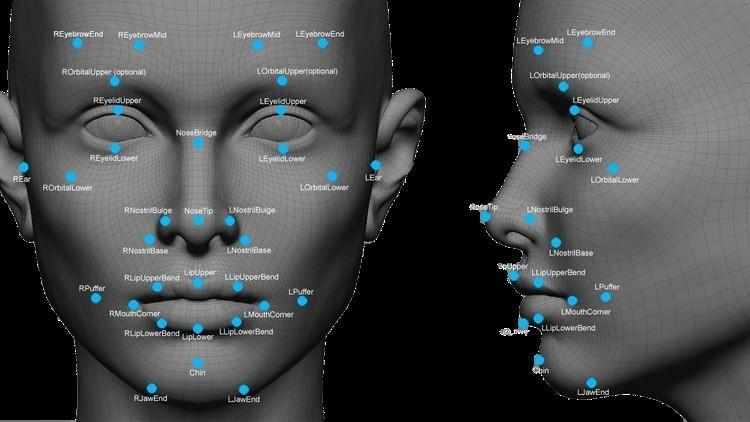 REyebrowEnd
REyebrowMid
LEyebrowMid
LEyebrowEnd
ROrbitalUpper (optional)
LOrbitalUpper(optional)
REyelidUpper
LEyelidUpper
NoseBridge
REyelidLower
LEyelidLower
REar
ROrbitalLower
LOrbitalLower
LEar
RNostrilBulge
NoseTip
LNostrilBulge
RNostrilBase
LNostrilBase
RLipUpperBend
LipUpper
LLipUpperBend
RPuffer
LPuffer
RMouthCorner
LMouthCorner
RLipLowerBend
LipLower
LLipLowerBend
Chin
RJawEnd
LJawEnd
LEyebrowMid
LEyebrowEnd
LOrbitalUpper(optional)
LEyelidUpper
NoseBridge
LEyelidLower
LOrbitalLower
NoseTip
LNostrilBulge
LNostrilBase
LipUpper
LLipUpperBend
LPuffer
LMouthCorner
LLipLowerBend
Chin
LJawEnd